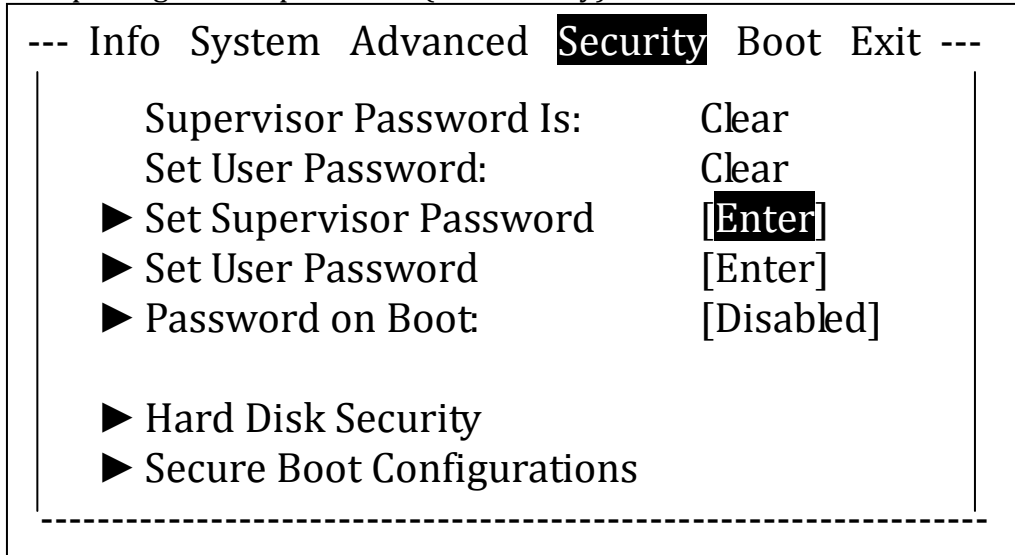 --- Info System Advanced Security Boot Exit ---
Supervisor Password Is: Clear
Set User Password: Clear
► Set Supervisor Password [Enter]
► Set User Password [Enter]
► Password on Boot: [Disabled]
► Hard Disk Security
► Secure Boot Configurations